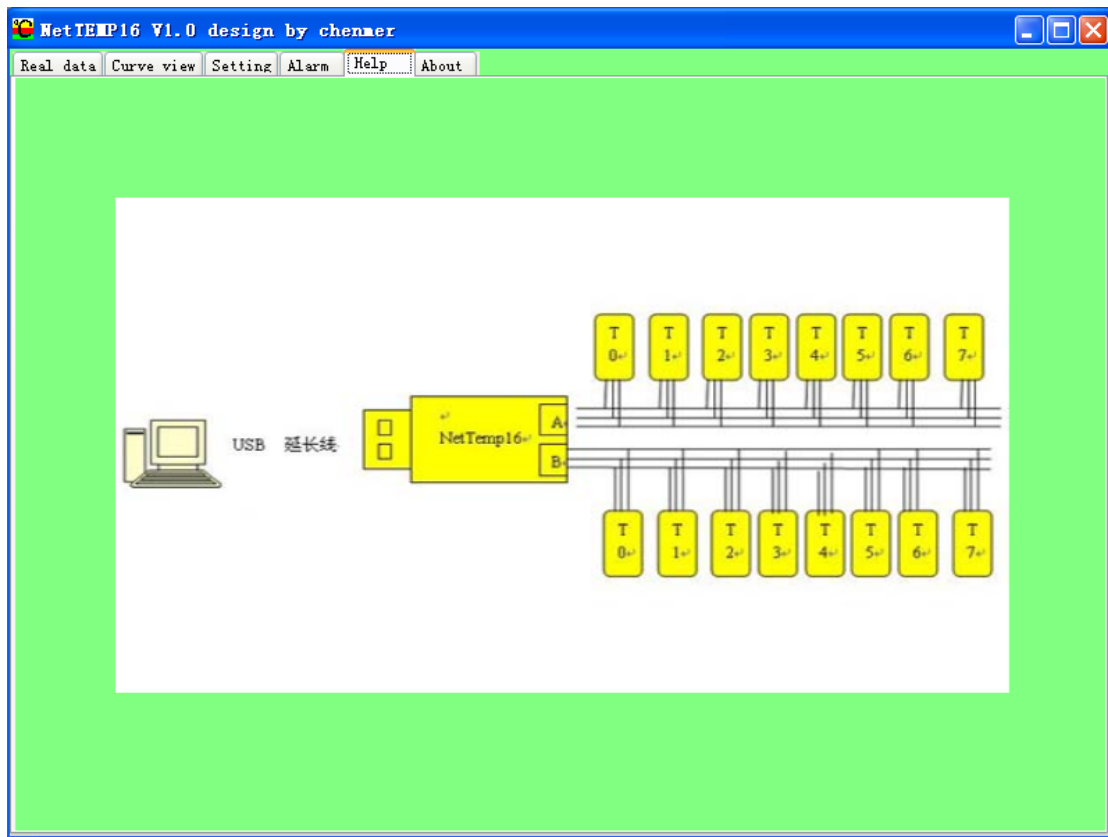 NetTEMP16 V1.0 design by chenmer
Real data Curve view Setting Alarm Help About
T T T T T T T T
0 1 2 3 4 5 6 7
A
USB 延长线
NetTemp16
B
T T T T T T T T
0 1 2 3 4 5 6 7